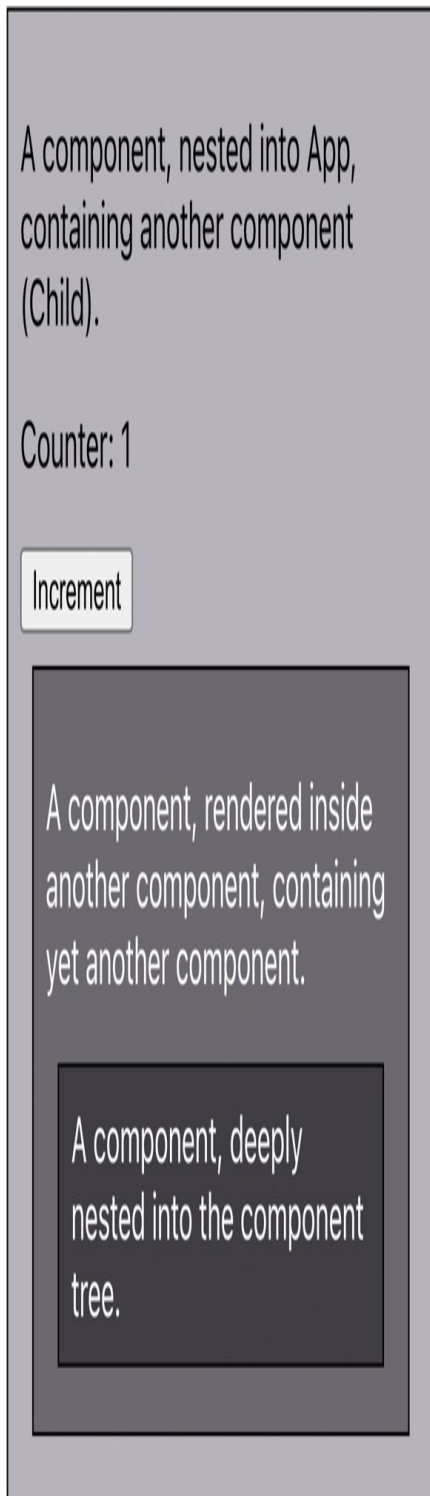 A component, nested into App,
containing another component
(Child).
Counter: 1
Increment
A component, rendered inside
another component, containing
yet another component.
A component, deeply
nested into the component
tree.